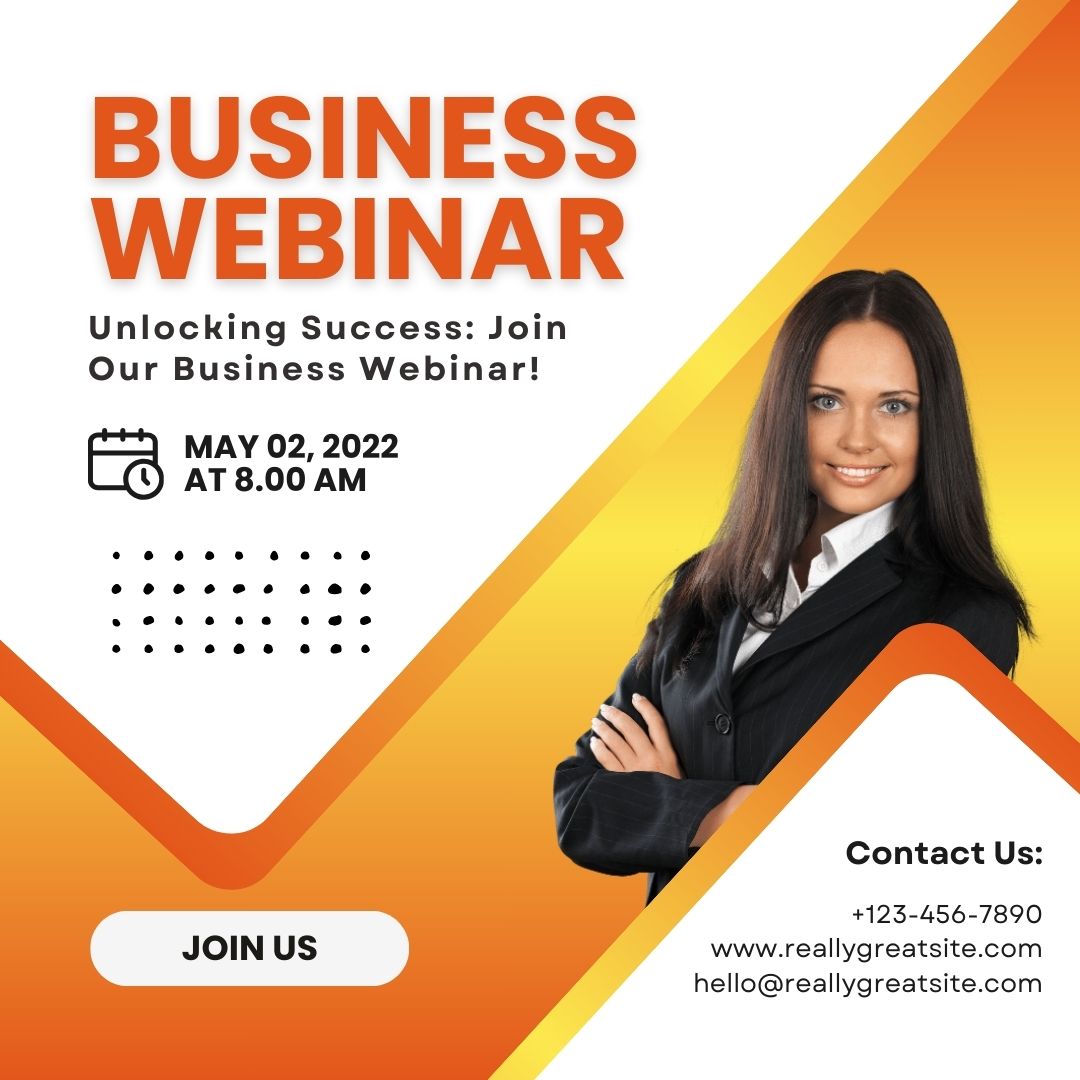 BUSINESS
WEBINAR
Unlocking Success: Join
Our Business Webinar!
MAY 02, 2022
AT 8.00 AM
JOIN US
Contact Us:
+123-456-7890
www.reallygreatsite.com
hello@reallygreatsite.com